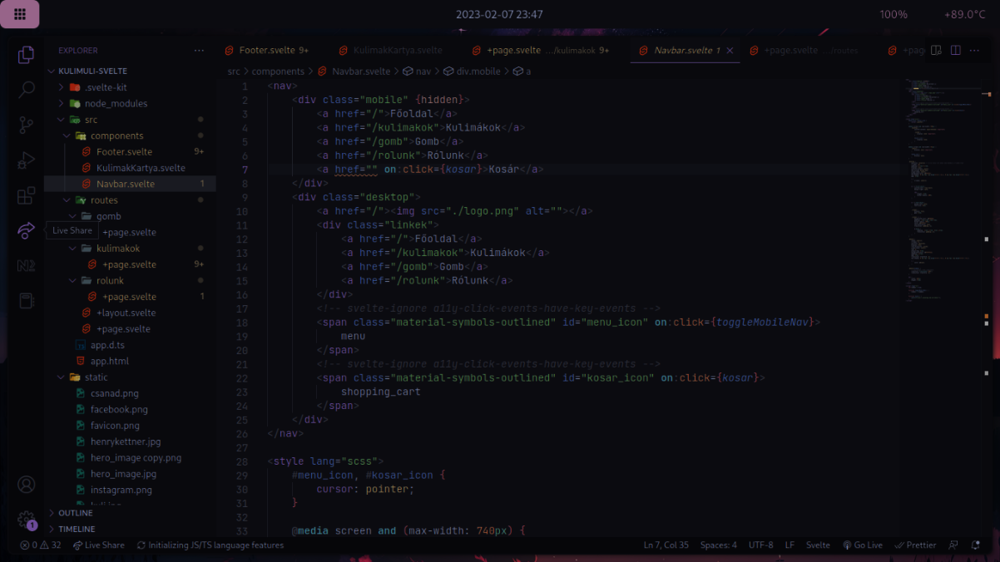 2023-02-07 23:47
100%
+89.0°C
EXPLORER
KULIMULI-SVELTE
.svelte-kit
node_modules
src
components
Footer.svelte 9+
KulimakKartya.svelte
Navbar.svelte 1
routes
gomb
+page.svelte
kulimakok
+page.svelte 9+
rolunk
+page.svelte 1
+layout.svelte
+page.svelte
app.d.ts
app.html
static
csanad.png
facebook.png
favicon.png
henrykettner.jpg
hero_image copy.png
hero_image.jpg
instagram.png
OUTLINE
TIMELINE
Live Share
1
Footer.svelte 9+
KulimakKartya.svelte
+page.svelte .../kulimakok 9+
Navbar.svelte 1
+page.svelte .../routes
+page
src > components > Navbar.svelte > nav > div.mobile > a
1 <nav>
2 <div class="mobile" {hidden}>
3 <a href="/">Főoldal</a>
4 <a href="/kulimakok">Kulimákok</a>
5 <a href="/gomb">Gomb</a>
6 <a href="/rolunk">Rólunk</a>
7 <a href="" on:click={kosar}>Kosár</a>
8 </div>
9 <div class="desktop">
10 <a href="/"><img src="./logo.png" alt=""></a>
11 <div class="linkek">
12 <a href="/">Főoldal</a>
13 <a href="/kulimakok">Kulimákok</a>
14 <a href="/gomb">Gomb</a>
15 <a href="/rolunk">Rólunk</a>
16 </div>
17 <!-- svelte-ignore a11y-click-events-have-key-events -->
18 <span class="material-symbols-outlined" id="menu_icon" on:click={toggleMobileNav}>
19 menu
20 </span>
21 <!-- svelte-ignore a11y-click-events-have-key-events -->
22 <span class="material-symbols-outlined" id="kosar_icon" on:click={kosar}>
23 shopping_cart
24 </span>
25 </div>
26 </nav>
27
28 <style lang="scss">
29 #menu_icon, #kosar_icon {
30 cursor: pointer;
31 }
32
33 @media screen and (max-width: 740px) {
0 32 Live Share Initializing JS/TS language features
Ln 7, Col 35 Spaces: 4 UTF-8 LF Svelte Go Live Prettier